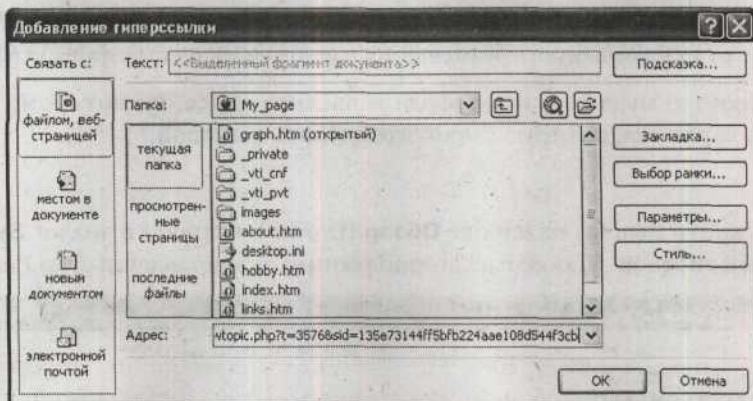 Добавление гиперссылки
Связать с:
Текст: <<Выделенный фрагмент документа>>
Подсказка...
файлом, веб-страницей
местом в документе
новым документом
электронной почтой
Папка: My_page
текущая папка
просмотрен-ные страницы
последние файлы
graph.htm (открытый)
_private
_vti_cnf
_vti_pvt
images
about.htm
desktop.ini
hobby.htm
index.htm
links.htm
Закладка...
Выбор рамки...
Параметры...
Стиль...
Адрес: wtopic.php?t=3576&sid=135e73144ff5bfb224aae108d544f3cb
ОК
Отмена